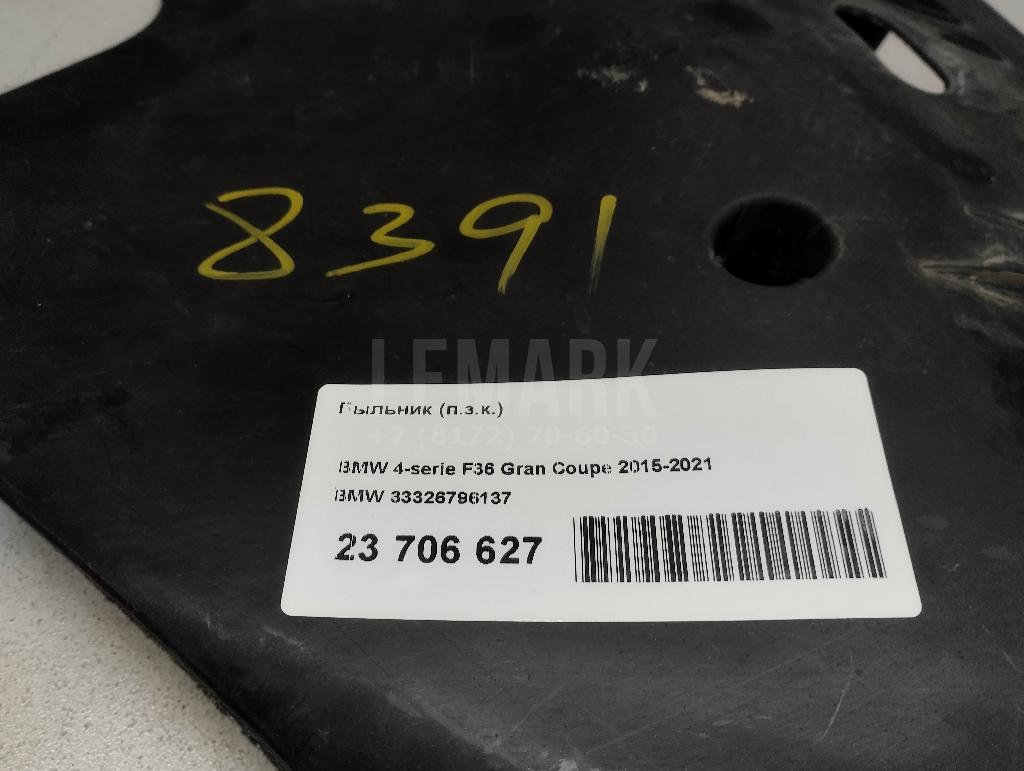 8391
LEMARK
Пыльник (п.з.к.)
+7 (8172) 70-60-30
BMW 4-serie F36 Gran Coupe 2015-2021
BMW 33326796137
23 706 627